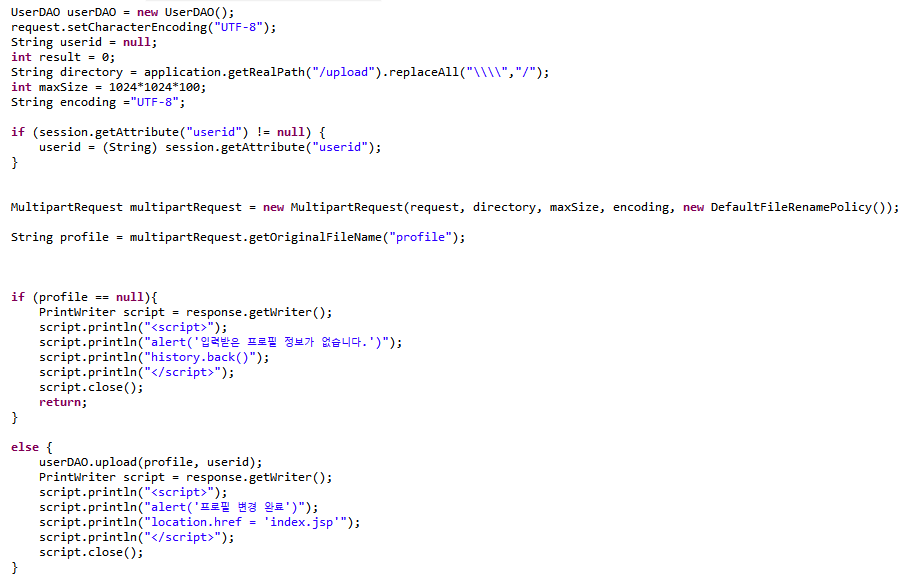 UserDAO userDAO = new UserDAO();
request.setCharacterEncoding("UTF-8");
String userid = null;
int result = 0;
String directory = application.getRealPath("/upload").replaceAll("\\\\","/");
int maxSize = 1024*1024*100;
String encoding ="UTF-8";
if (session.getAttribute("userid") != null) {
userid = (String) session.getAttribute("userid");
}
MultipartRequest multipartRequest = new MultipartRequest(request, directory, maxSize, encoding, new DefaultFileRenamePolicy());
String profile = multipartRequest.getOriginalFileName("profile");
if (profile == null){
PrintWriter script = response.getWriter();
script.println("<script>");
script.println("alert('입력받은 프로필 정보가 없습니다.')");
script.println("history.back()");
script.println("</script>");
script.close();
return;
}
else {
userDAO.upload(profile, userid);
PrintWriter script = response.getWriter();
script.println("<script>");
script.println("alert('프로필 변경 완료')");
script.println("location.href = 'index.jsp'");
script.println("</script>");
script.close();
}